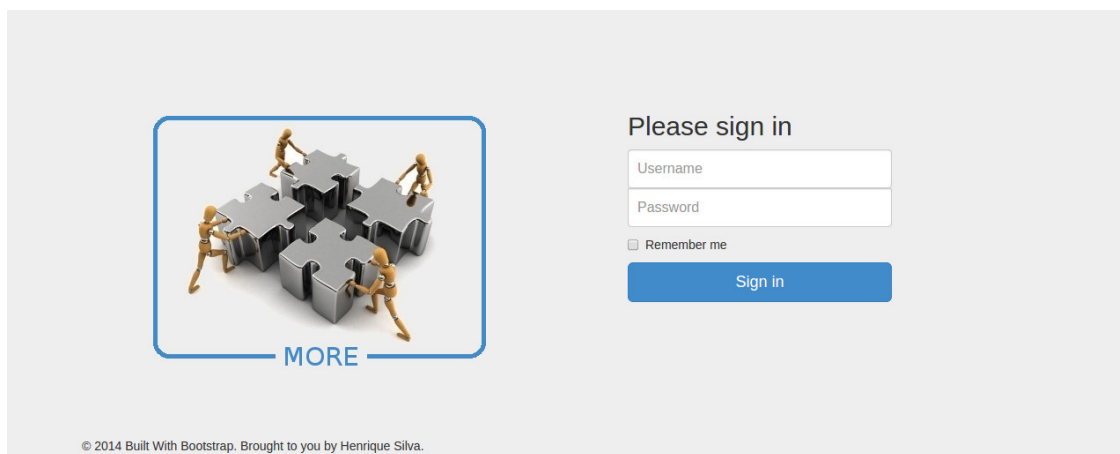 Please sign in
Username
Password
Remember me
Sign in
MORE
© 2014 Built With Bootstrap. Brought to you by Henrique Silva.